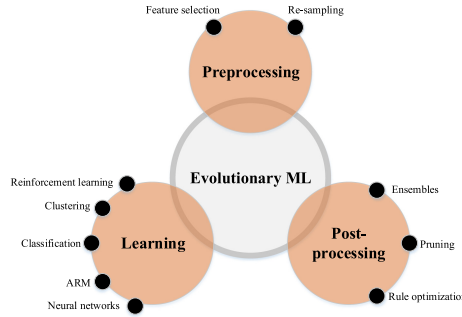 Feature selection
Re-sampling
Preprocessing
Evolutionary ML
Reinforcement learning
Clustering
Classification
ARM
Neural networks
Learning
Post-
processing
Ensembles
Pruning
Rule optimizatio